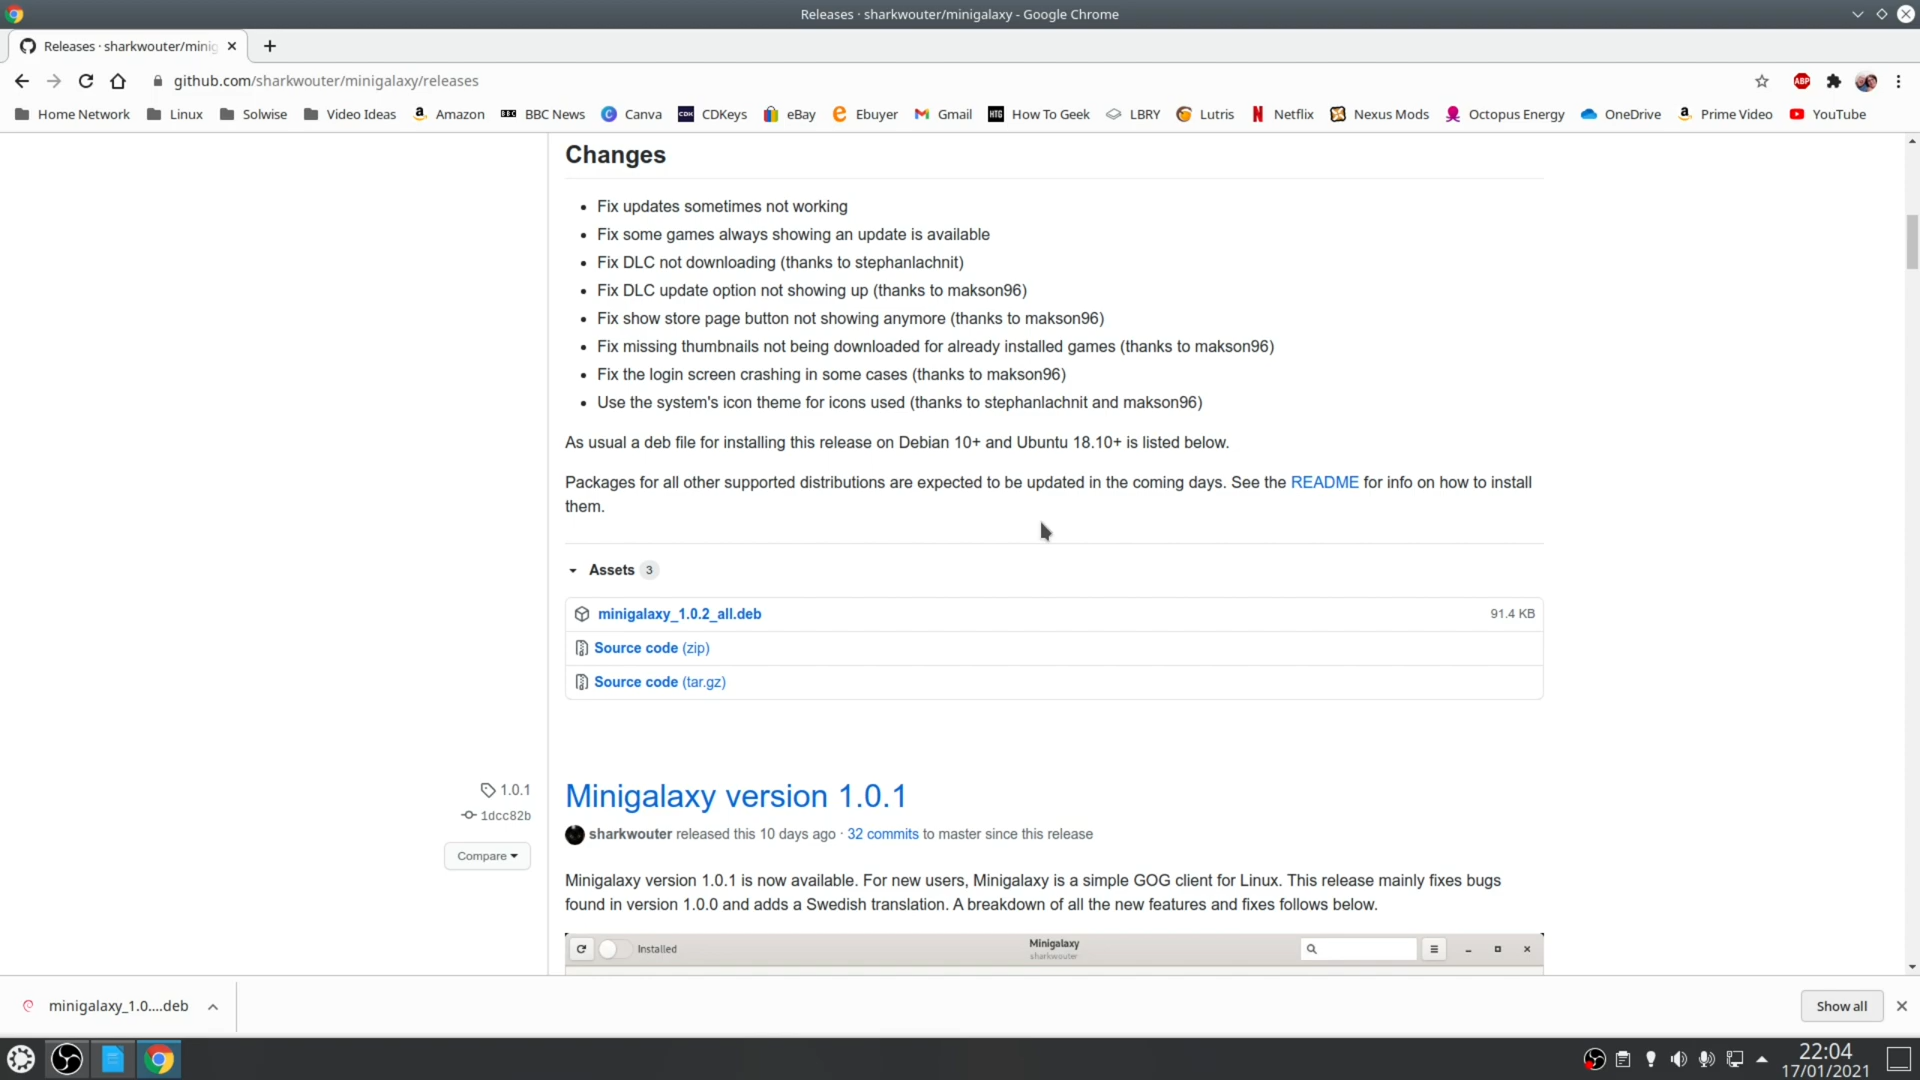 Releases · sharkwouter/minigalaxy - Google Chrome
Releases · sharkwouter/minig
github.com/sharkwouter/minigalaxy/releases
Home Network Linux Solwise Video Ideas Amazon BBC News Canva CDKeys eBay Ebuyer Gmail How To Geek LBRY Lutris Netflix Nexus Mods Octopus Energy OneDrive Prime Video YouTube
Changes
Fix updates sometimes not working
Fix some games always showing an update is available
Fix DLC not downloading (thanks to stephanlachnit)
Fix DLC update option not showing up (thanks to makson96)
Fix show store page button not showing anymore (thanks to makson96)
Fix missing thumbnails not being downloaded for already installed games (thanks to makson96)
Fix the login screen crashing in some cases (thanks to makson96)
Use the system's icon theme for icons used (thanks to stephanlachnit and makson96)
As usual a deb file for installing this release on Debian 10+ and Ubuntu 18.10+ is listed below.
Packages for all other supported distributions are expected to be updated in the coming days. See the README for info on how to install
them.
Assets 3
minigalaxy_1.0.2_all.deb 91.4 KB
Source code (zip)
Source code (tar.gz)
1.0.1
1dcc82b
Compare
Minigalaxy version 1.0.1
sharkwouter released this 10 days ago · 32 commits to master since this release
Minigalaxy version 1.0.1 is now available. For new users, Minigalaxy is a simple GOG client for Linux. This release mainly fixes bugs
found in version 1.0.0 and adds a Swedish translation. A breakdown of all the new features and fixes follows below.
Installed Minigalaxy
sharkwouter
minigalaxy_1.0....deb Show all
22:04
17/01/2021